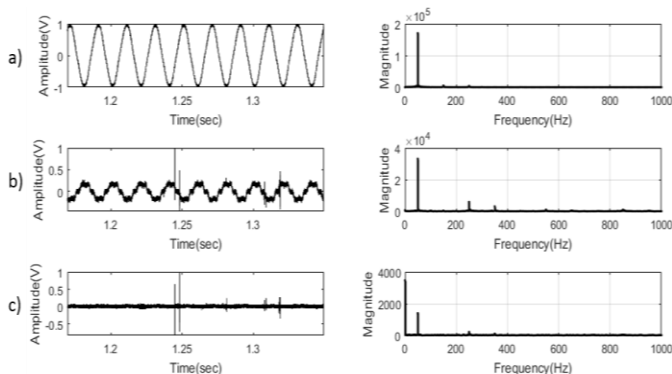 a)
Amplitude(V)
1
0
-1
1.2 1.25 1.3
Time(sec)
×10⁵
Magnitude
2
1
0
0 200 400 600 800 1000
Frequency(Hz)
b)
Amplitude(V)
1
0.5
0
1.2 1.25 1.3
Time(sec)
×10⁴
Magnitude
4
2
0
0 200 400 600 800 1000
Frequency(Hz)
c)
Amplitude(V)
1
0.5
0
-0.5
1.2 1.25 1.3
Time(sec)
Magnitude
4000
2000
0
0 200 400 600 800 1000
Frequency(Hz)